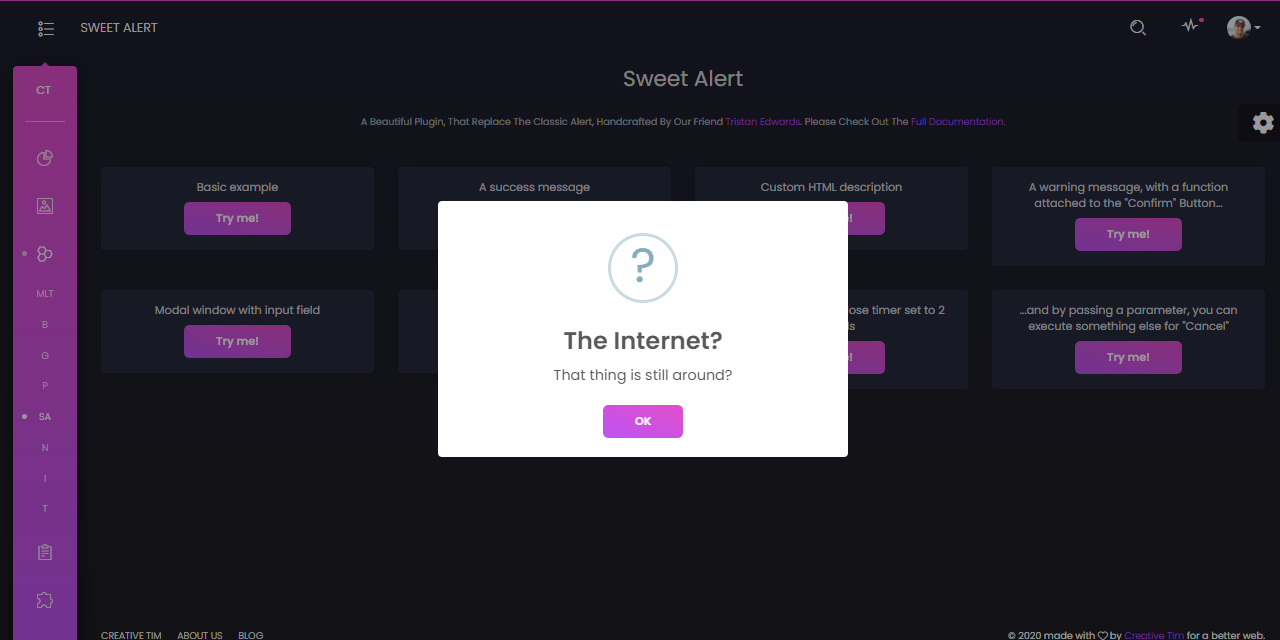 SWEET ALERT
CT
MLT
B
G
P
SA
N
I
T
Sweet Alert
A Beautiful Plugin, That Replace The Classic Alert, Handcrafted By Our Friend Tristan Edwards. Please Check Out The Full Documentation.
Basic example
Try me!
A success message
Custom HTML description
!
A warning message, with a function
attached to the "Confirm" Button...
Try me!
Modal window with input field
Try me!
lose timer set to 2
ds
!
...and by passing a parameter, you can
execute something else for "Cancel"
Try me!
?
The Internet?
That thing is still around?
OK
CREATIVE TIM
ABOUT US
BLOG
© 2020 made with ♡ by Creative Tim for a better web.